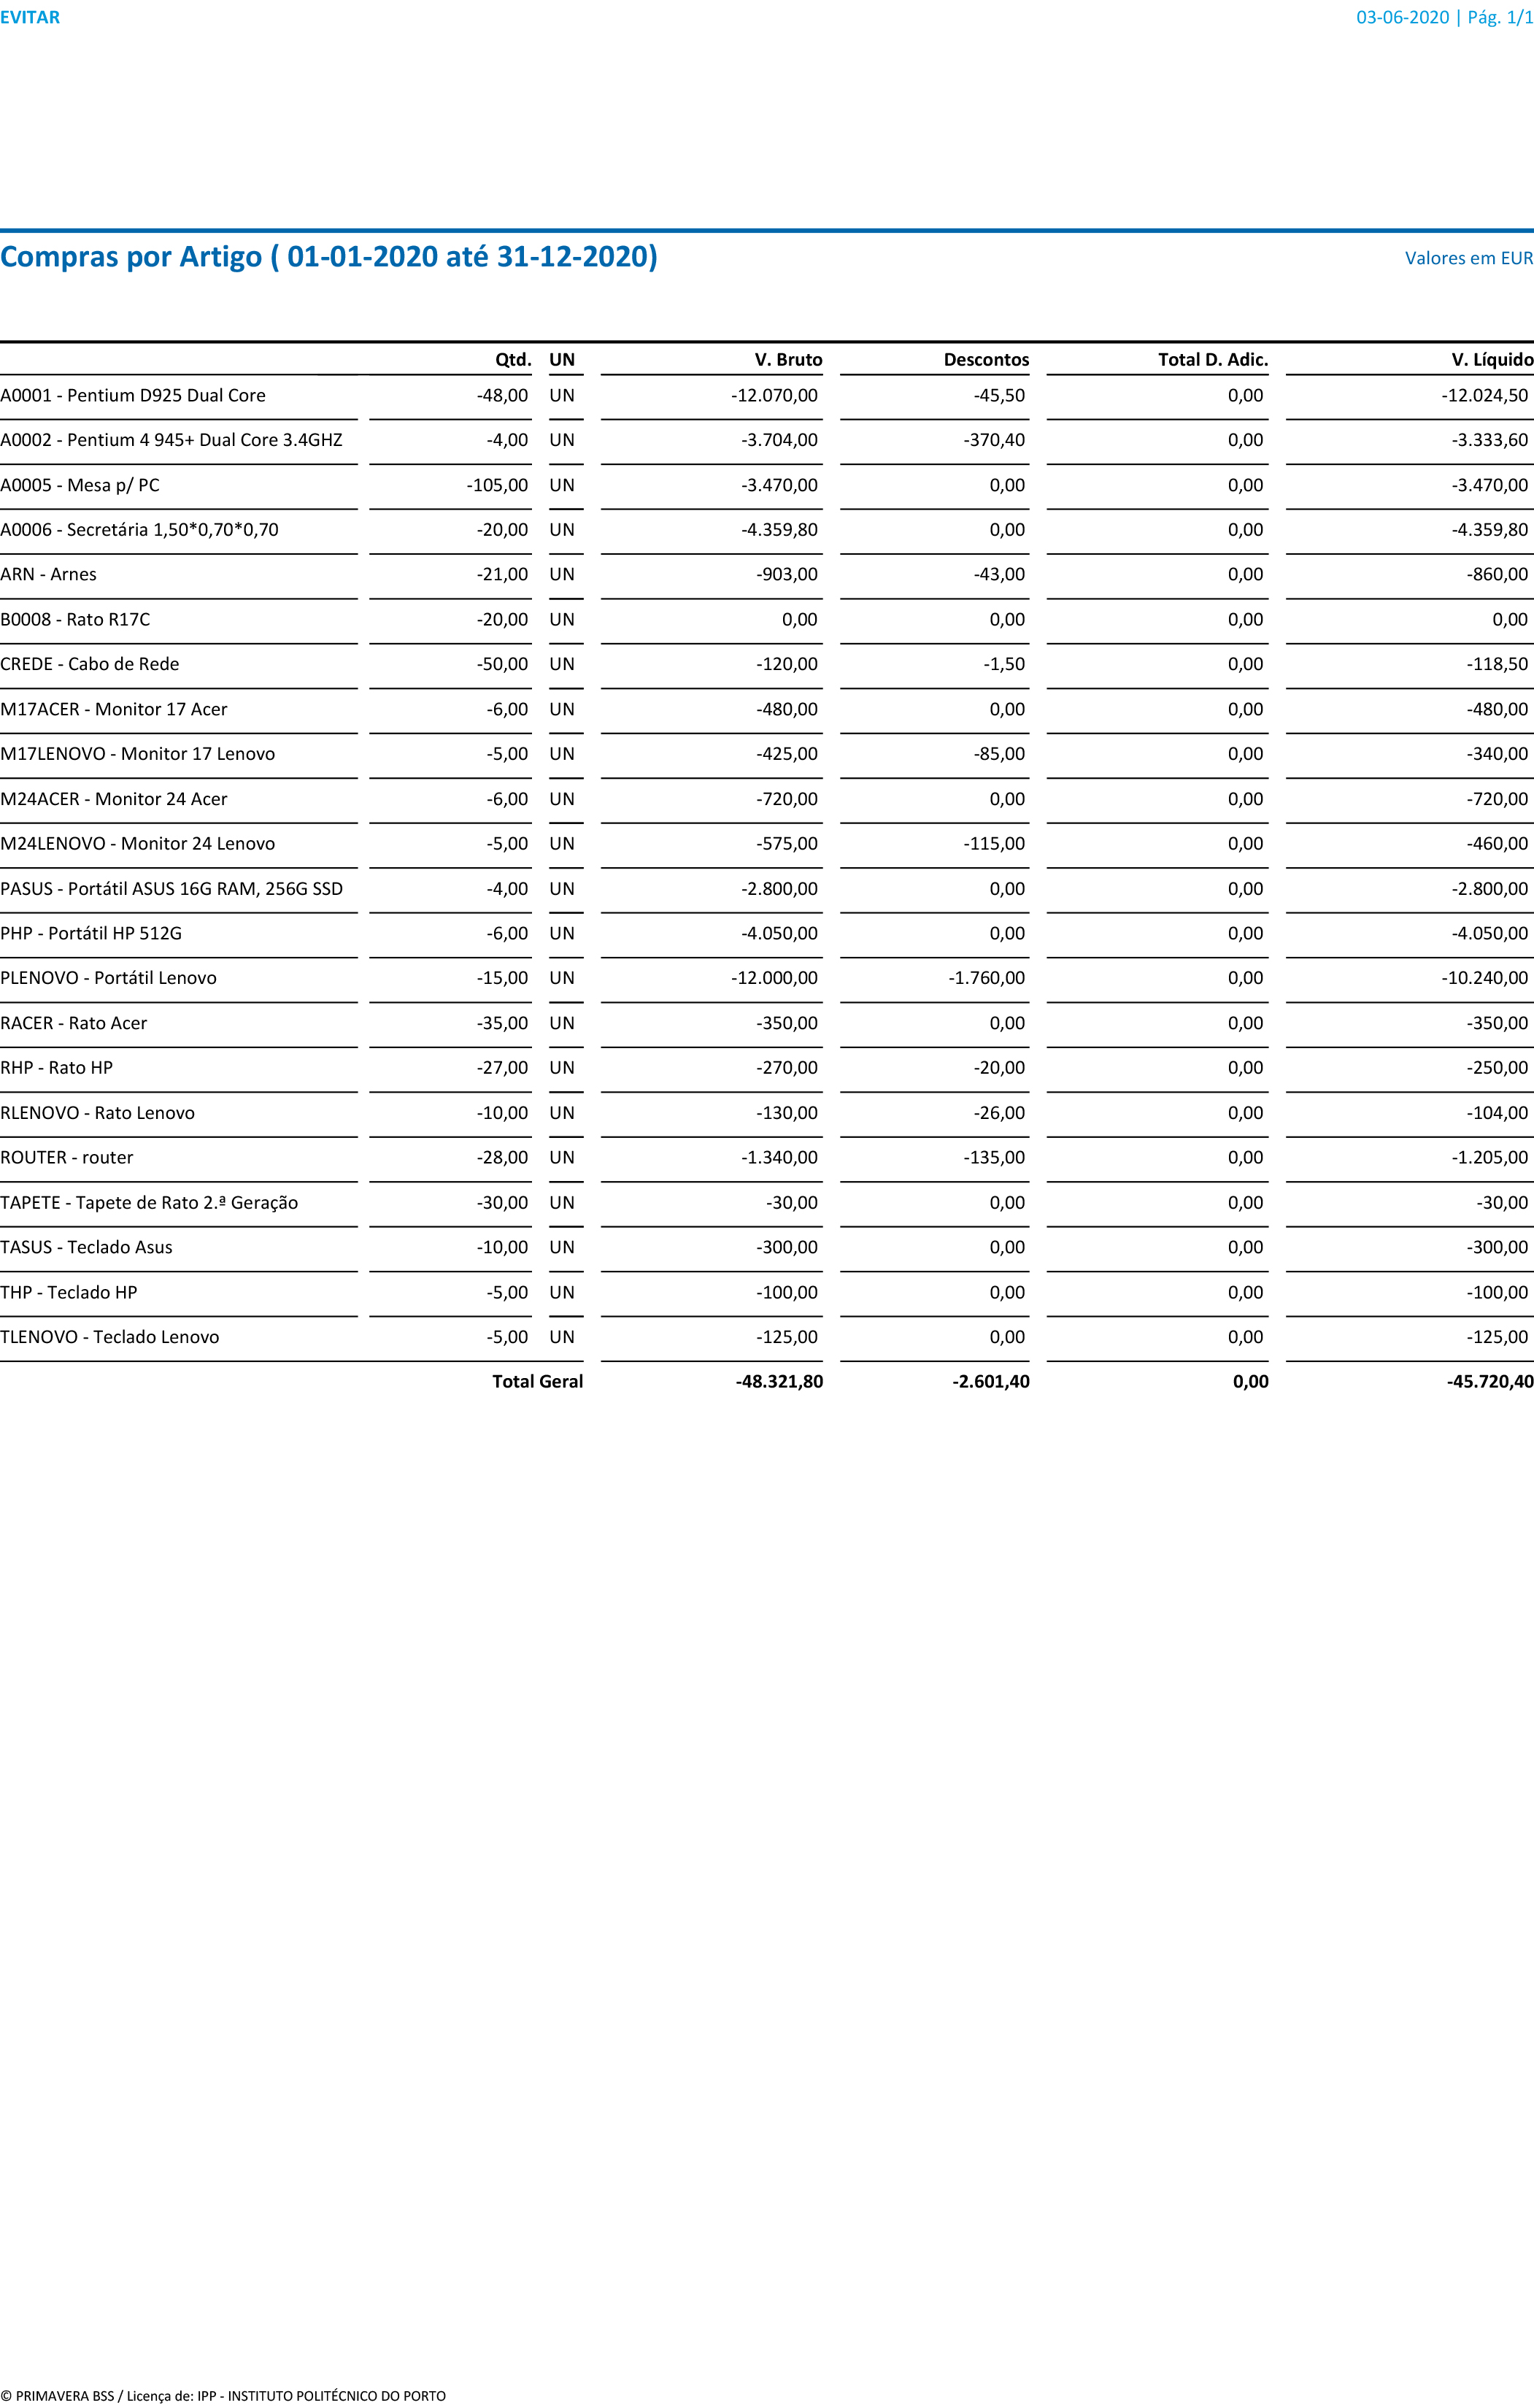 EVITAR 03-06-2020 | Pág. 1/1
Compras por Artigo ( 01-01-2020 até 31-12-2020) Valores em EUR
Qtd. UN V. Bruto Descontos Total D. Adic. V. Líquido
A0001 - Pentium D925 Dual Core -48,00 UN -12.070,00 -45,50 0,00 -12.024,50
A0002 - Pentium 4 945+ Dual Core 3.4GHZ -4,00 UN -3.704,00 -370,40 0,00 -3.333,60
A0005 - Mesa p/ PC -105,00 UN -3.470,00 0,00 0,00 -3.470,00
A0006 - Secretária 1,50*0,70*0,70 -20,00 UN -4.359,80 0,00 0,00 -4.359,80
ARN - Arnes -21,00 UN -903,00 -43,00 0,00 -860,00
B0008 - Rato R17C -20,00 UN 0,00 0,00 0,00 0,00
CREDE - Cabo de Rede -50,00 UN -120,00 -1,50 0,00 -118,50
M17ACER - Monitor 17 Acer -6,00 UN -480,00 0,00 0,00 -480,00
M17LENOVO - Monitor 17 Lenovo -5,00 UN -425,00 -85,00 0,00 -340,00
M24ACER - Monitor 24 Acer -6,00 UN -720,00 0,00 0,00 -720,00
M24LENOVO - Monitor 24 Lenovo -5,00 UN -575,00 -115,00 0,00 -460,00
PASUS - Portátil ASUS 16G RAM, 256G SSD -4,00 UN -2.800,00 0,00 0,00 -2.800,00
PHP - Portátil HP 512G -6,00 UN -4.050,00 0,00 0,00 -4.050,00
PLENOVO - Portátil Lenovo -15,00 UN -12.000,00 -1.760,00 0,00 -10.240,00
RACER - Rato Acer -35,00 UN -350,00 0,00 0,00 -350,00
RHP - Rato HP -27,00 UN -270,00 -20,00 0,00 -250,00
RLENOVO - Rato Lenovo -10,00 UN -130,00 -26,00 0,00 -104,00
ROUTER - router -28,00 UN -1.340,00 -135,00 0,00 -1.205,00
TAPETE - Tapete de Rato 2.ª Geração -30,00 UN -30,00 0,00 0,00 -30,00
TASUS - Teclado Asus -10,00 UN -300,00 0,00 0,00 -300,00
THP - Teclado HP -5,00 UN -100,00 0,00 0,00 -100,00
TLENOVO - Teclado Lenovo -5,00 UN -125,00 0,00 0,00 -125,00
Total Geral -48.321,80 -2.601,40 0,00 -45.720,40
© PRIMAVERA BSS / Licença de: IPP - INSTITUTO POLITÉCNICO DO PORTO